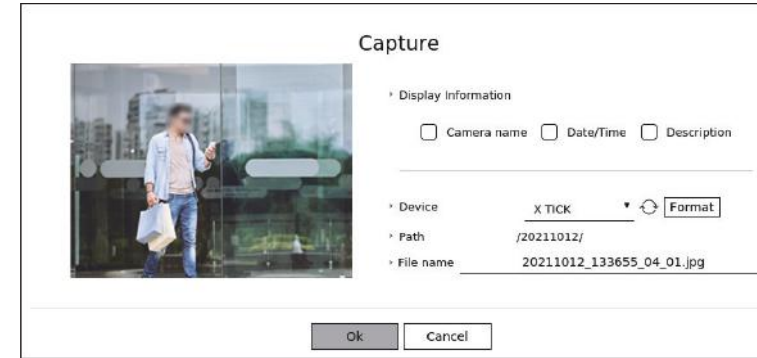 Capture
Display Information
Camera name Date/Time Description
Device X TICK Format
Path /20211012/
File name 20211012_133655_04_01.jpg
Ok Cancel